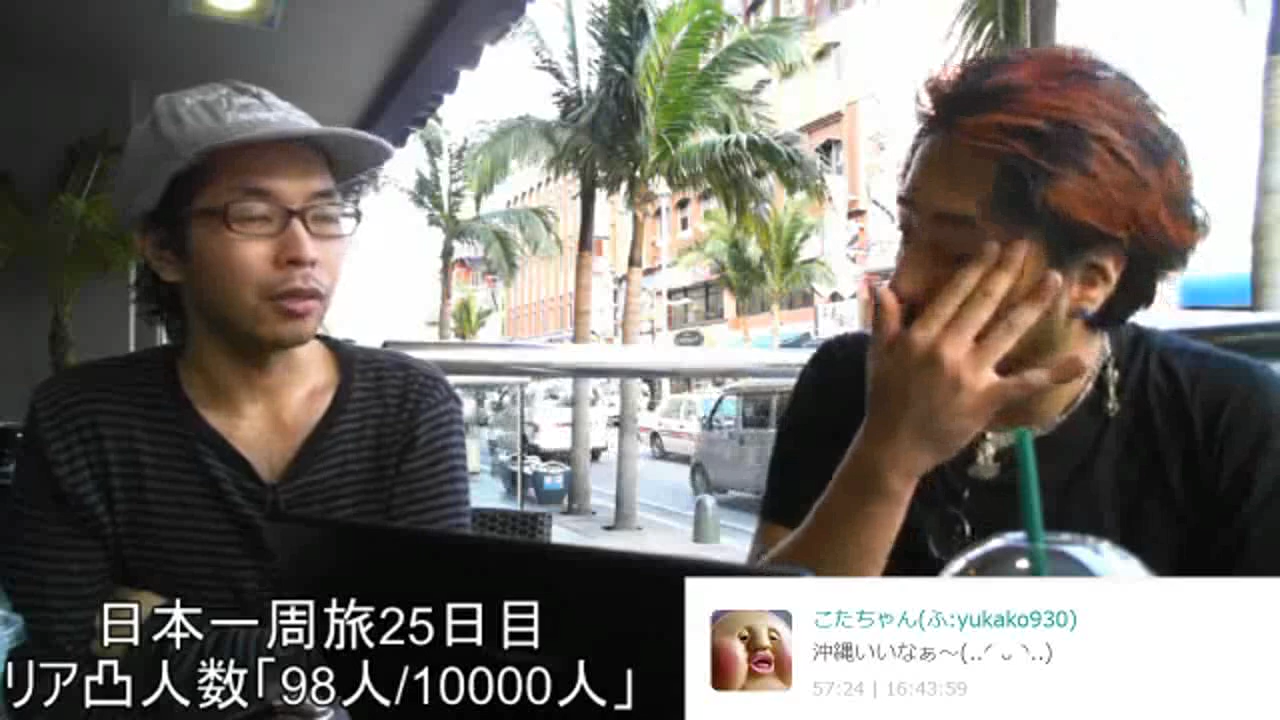 日本一周旅25日目
リア凸人数「98人/10000人」
こたちゃん(ふ:yukako930)
沖縄いいなぁ～(..◜ ᴗ ◝..)
57:24 | 16:43:59